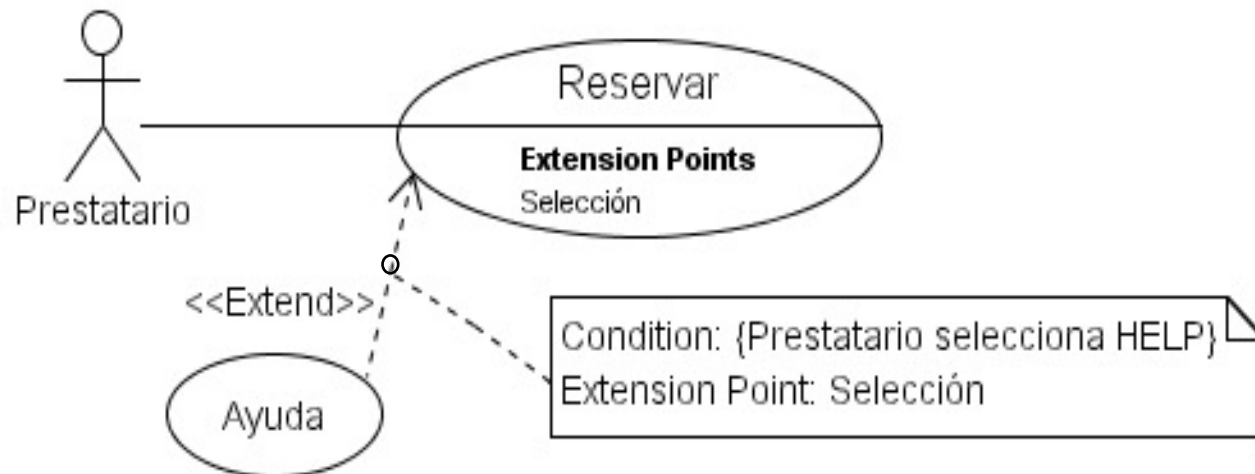 Reservar
Extension Points
Selección
Prestatario
<<Extend>>
Condition: {Prestatario selecciona HELP}
Extension Point: Selección
Ayuda